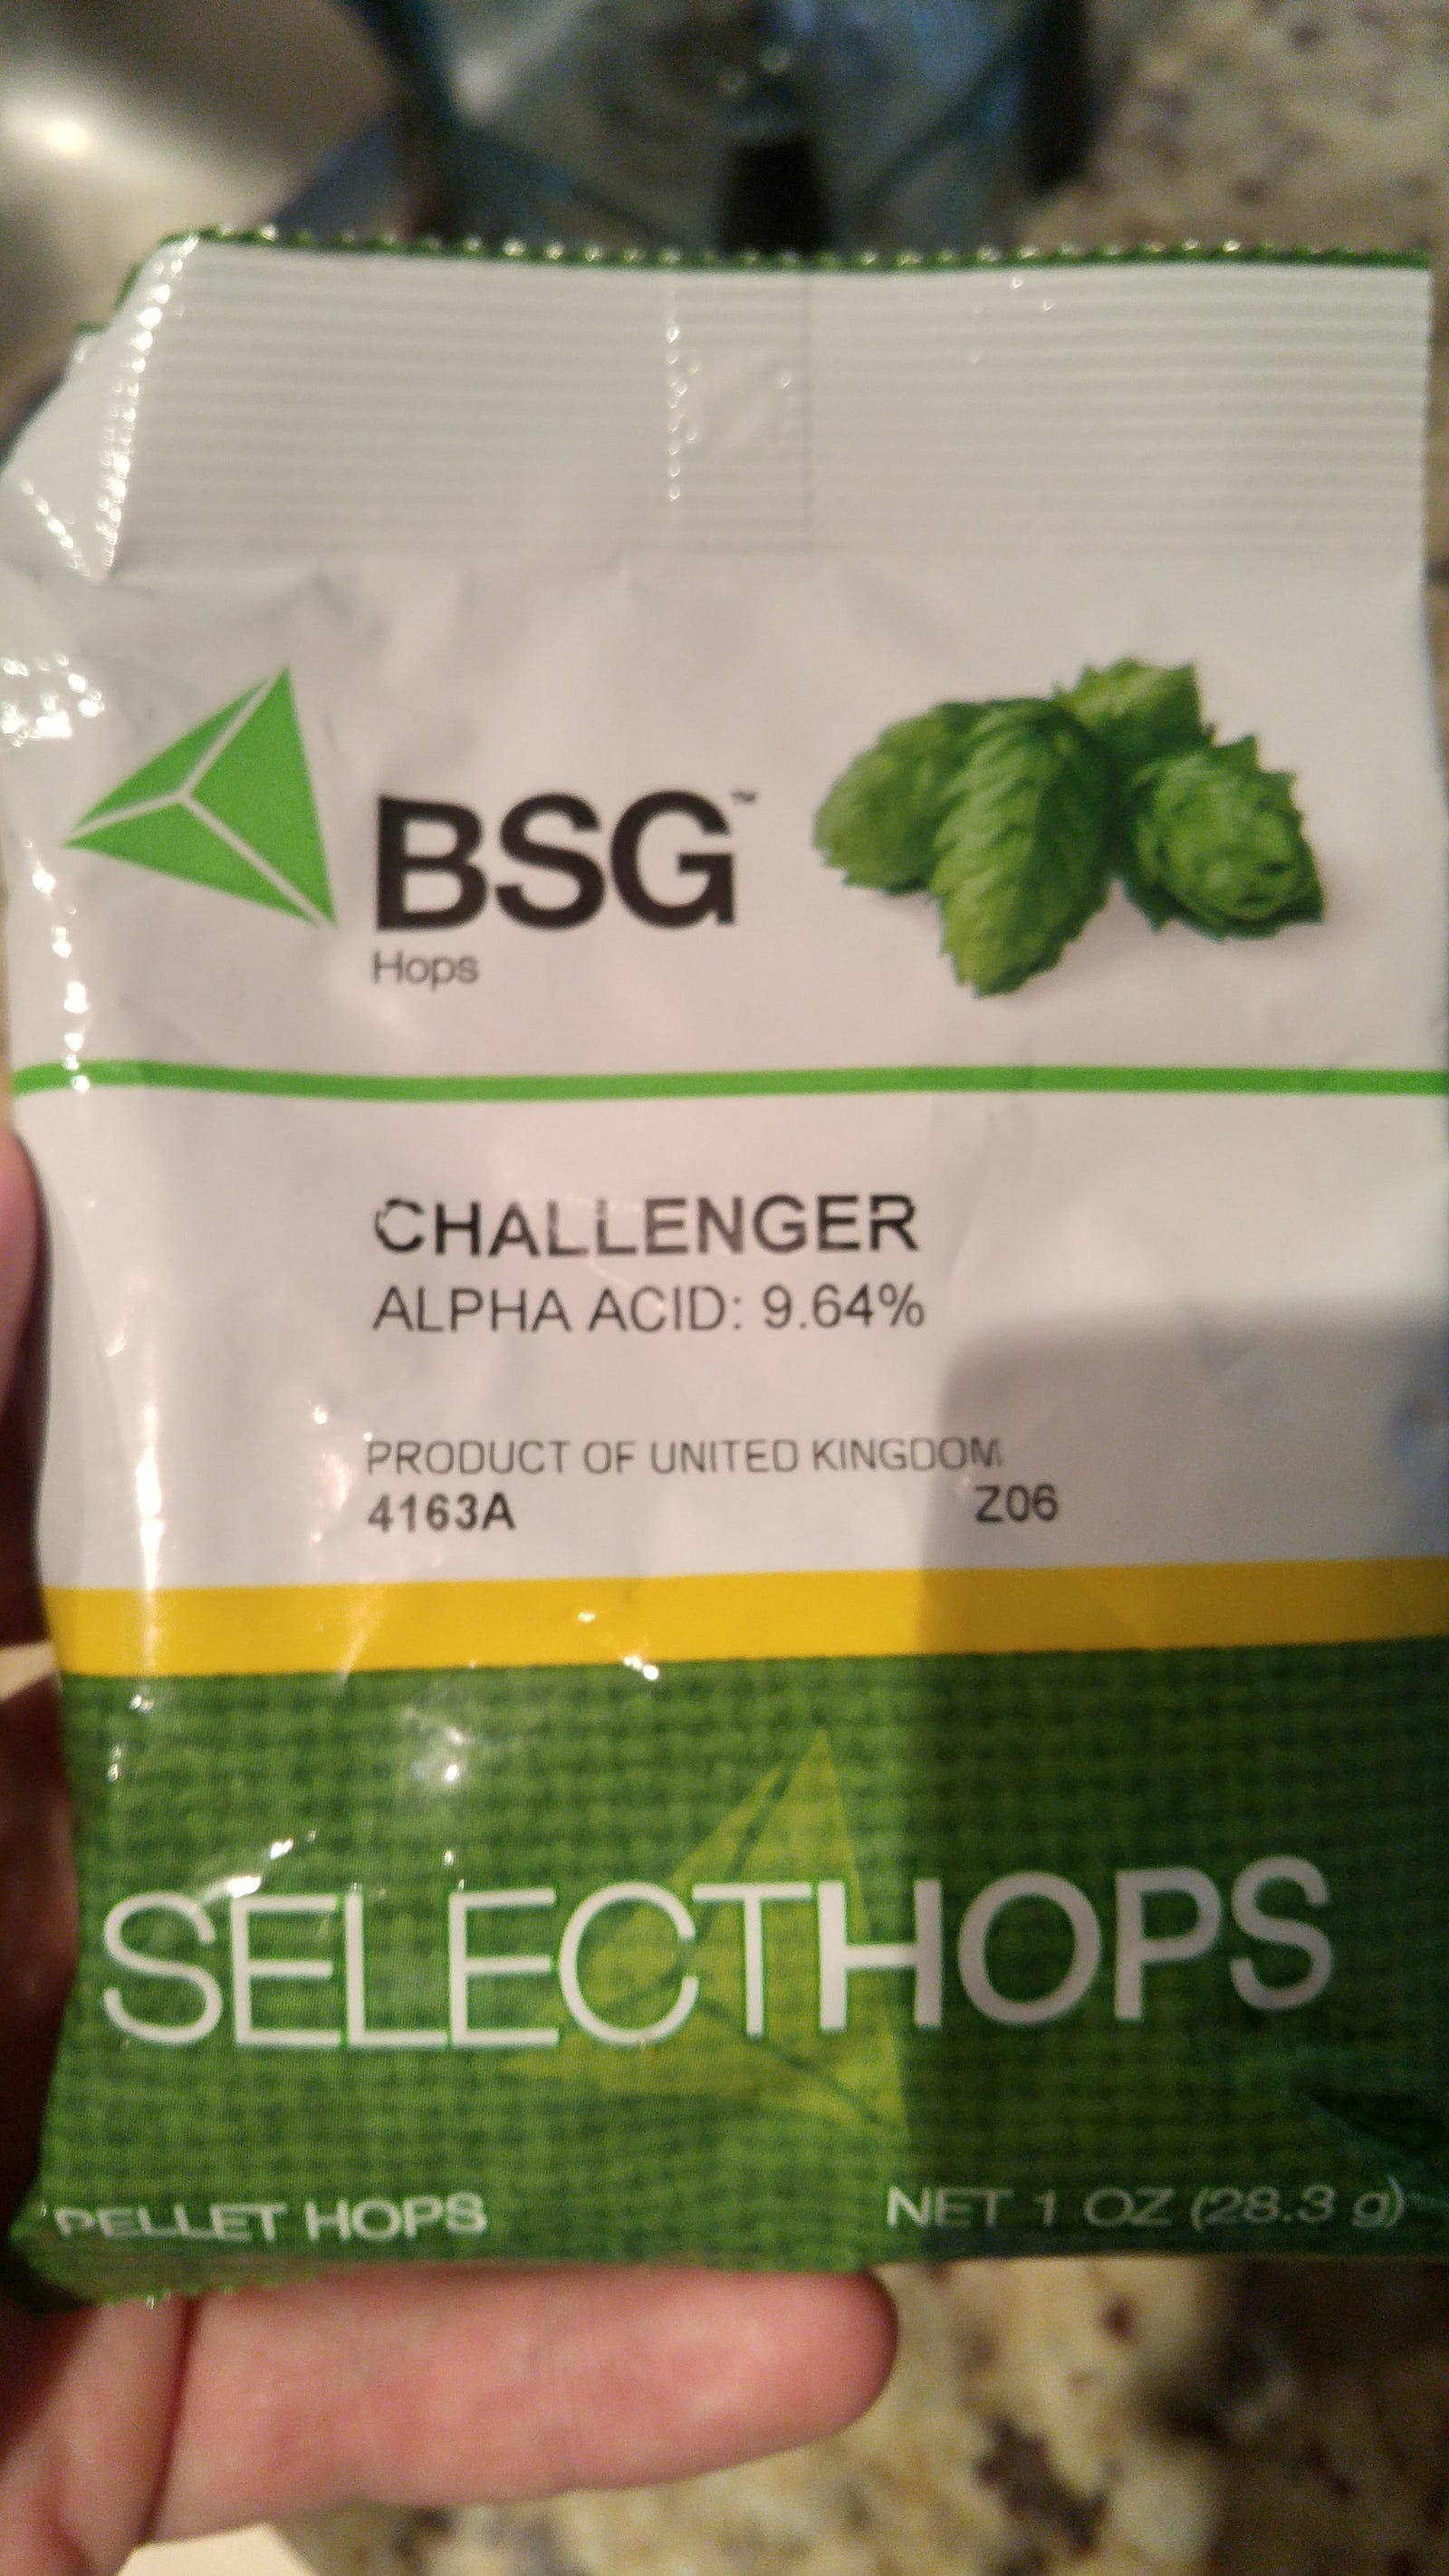 BSG™
Hops
CHALLENGER
ALPHA ACID: 9.64%
PRODUCT OF UNITED KINGDOM
4163A Z06
SELECTHOPS
PELLET HOPS NET 1 OZ (28.3 g)